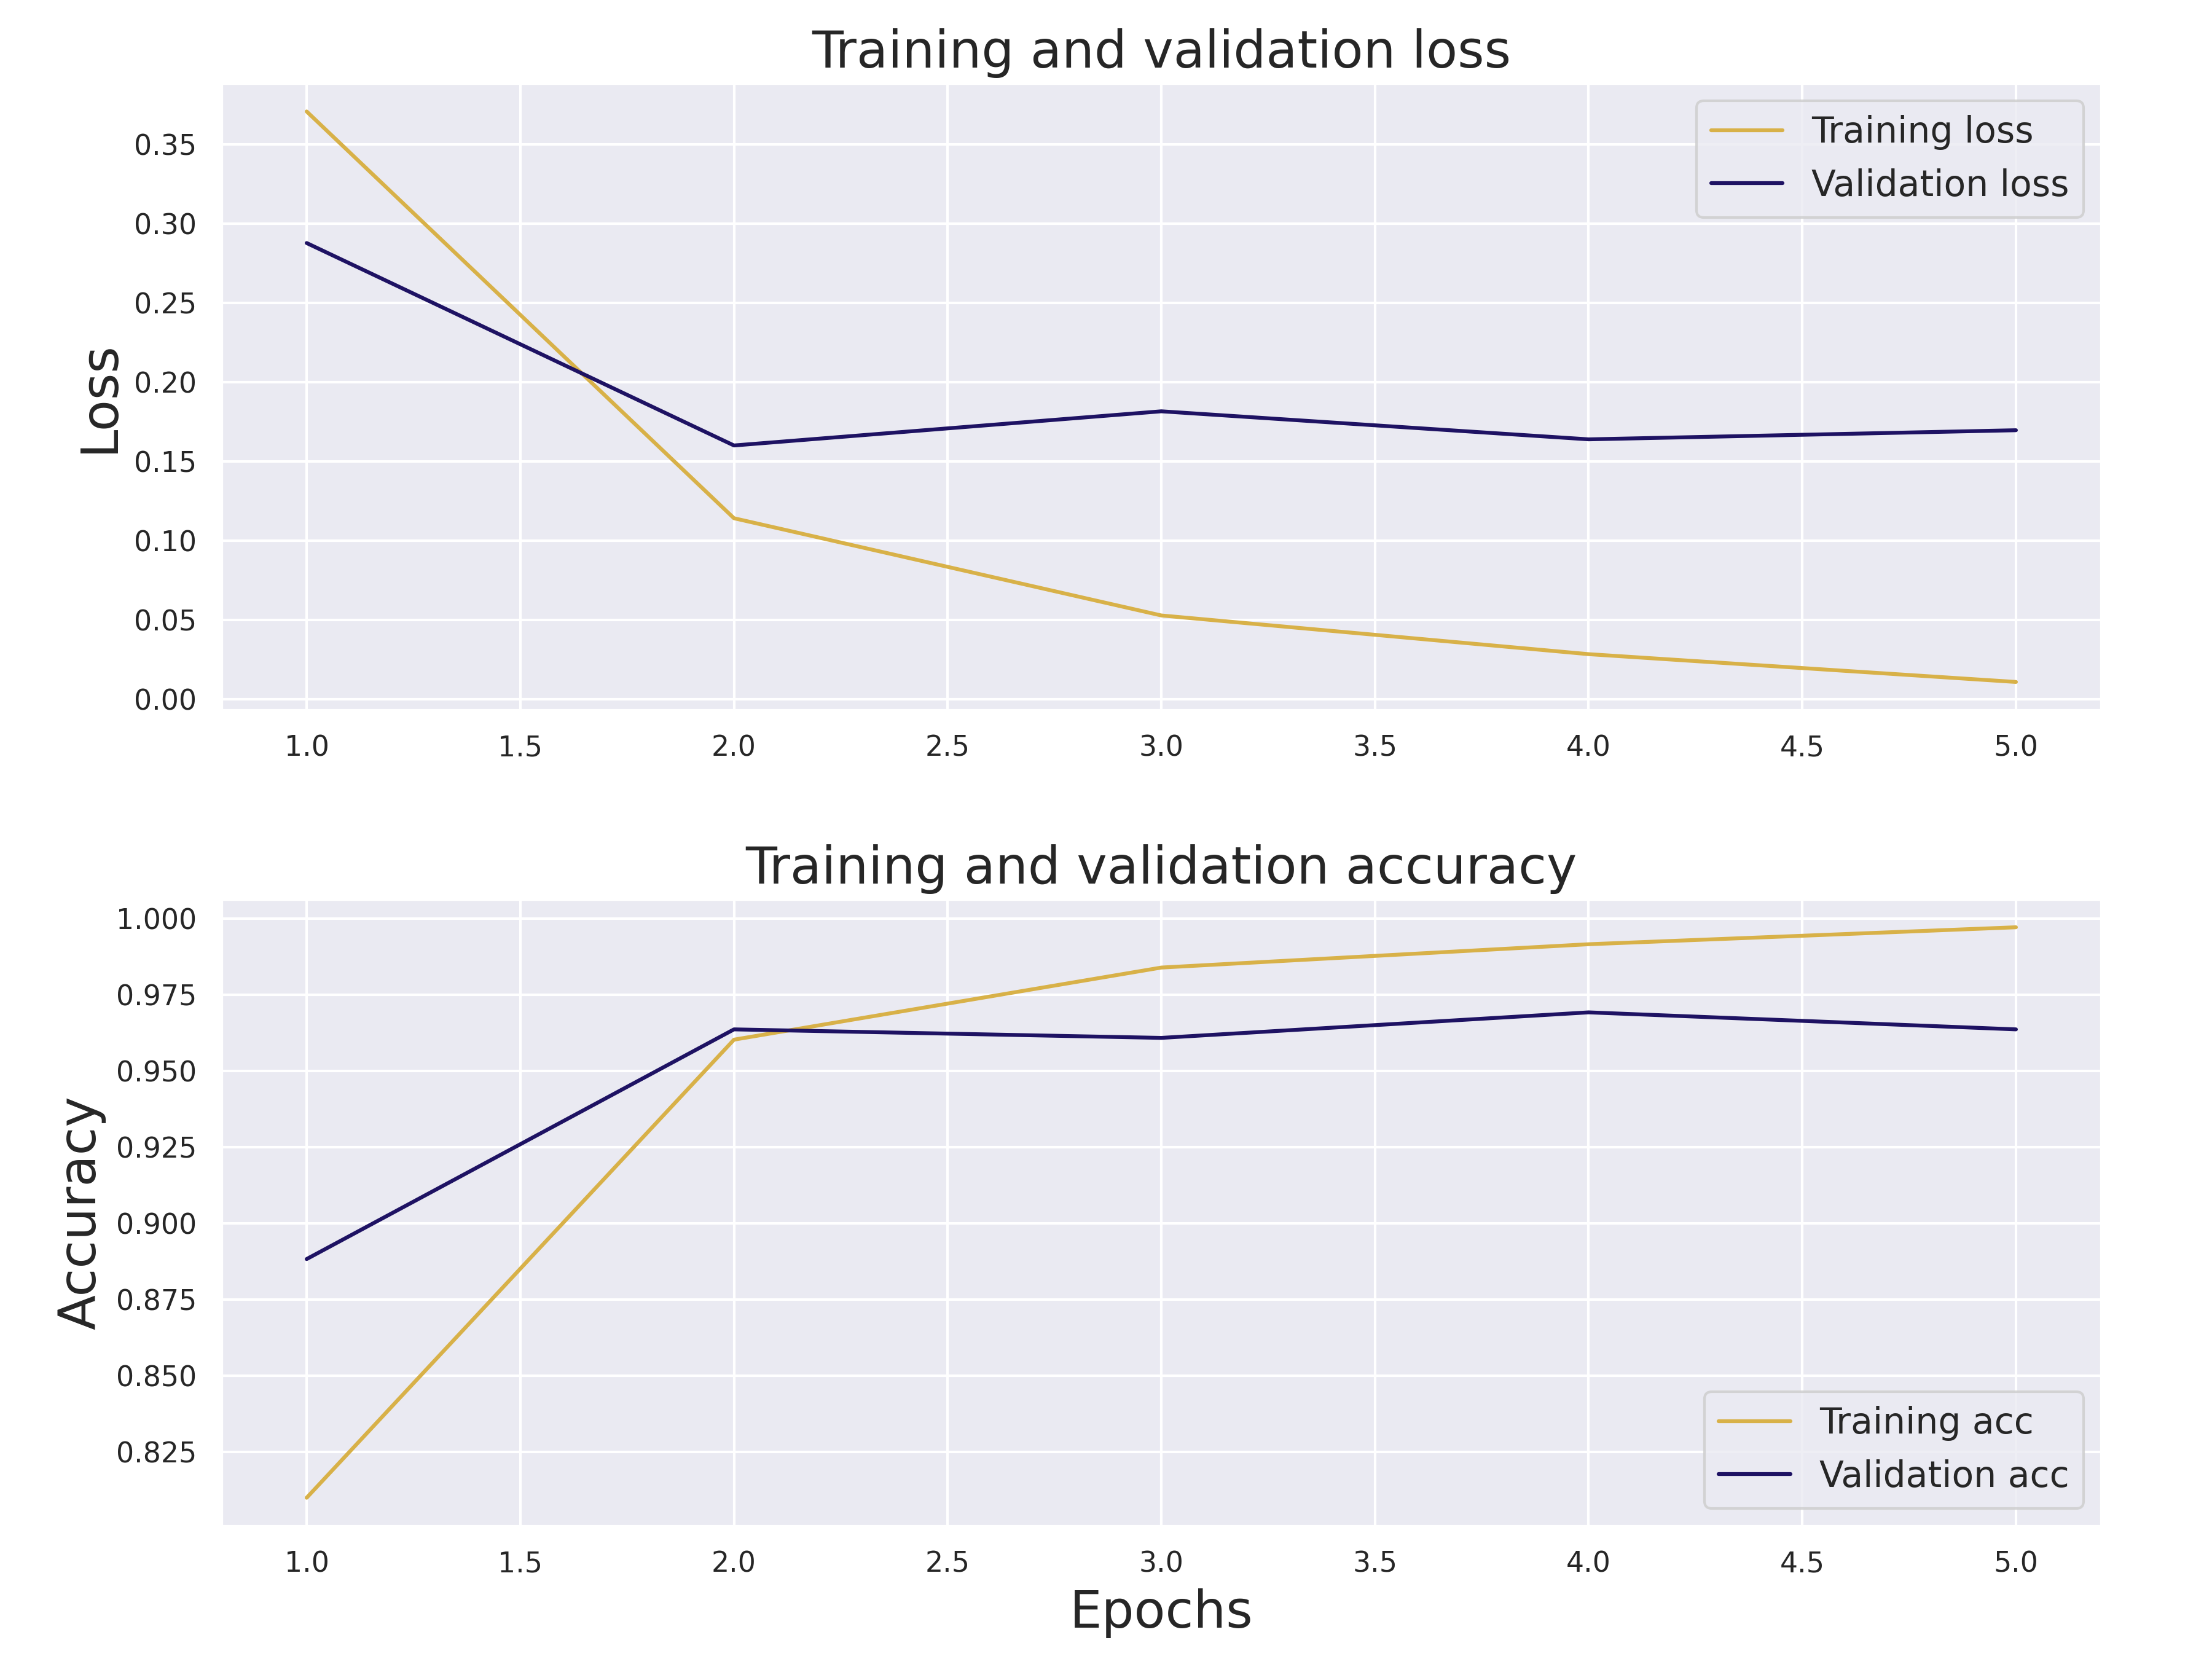 Training and validation loss
Loss
0.35
0.30
0.25
0.20
0.15
0.10
0.05
0.00
Training loss
Validation loss
1.0 1.5 2.0 2.5 3.0 3.5 4.0 4.5 5.0
Training and validation accuracy
Accuracy
1.000
0.975
0.950
0.925
0.900
0.875
0.850
0.825
Training acc
Validation acc
1.0 1.5 2.0 2.5 3.0 3.5 4.0 4.5 5.0
Epochs